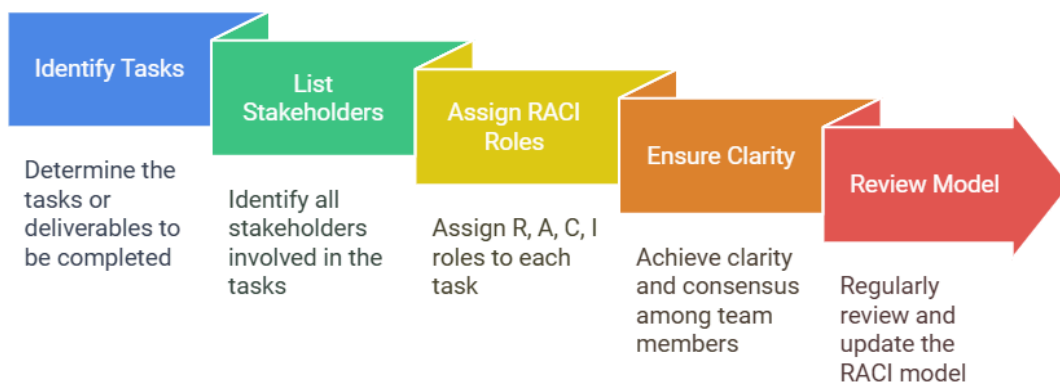 Identify Tasks
Determine the
tasks or
deliverables to
be completed
List
Stakeholders
Identify all
stakeholders
involved in the
tasks
Assign RACI
Roles
Assign R, A, C, I
roles to each
task
Ensure Clarity
Achieve clarity
and consensus
among team
members
Review Model
Regularly
review and
update the
RACI model